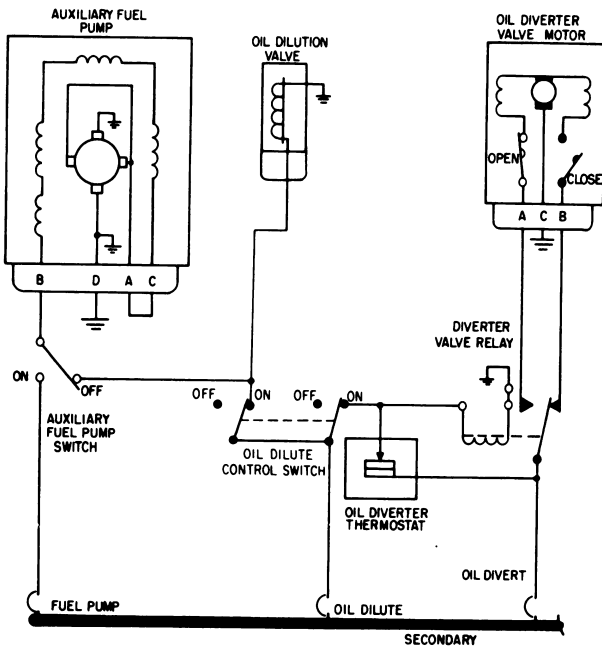 AUXILIARY FUEL
PUMP
OIL DILUTION
VALVE
OIL DIVERTER
VALVE MOTOR
OPEN
CLOSE
B D A C
A C B
DIVERTER
VALVE RELAY
ON
OFF
AUXILIARY
FUEL PUMP
SWITCH
OFF
ON
OFF
ON
OIL DILUTE
CONTROL SWITCH
OIL DIVERTER
THERMOSTAT
OIL DIVERT
FUEL PUMP
OIL DILUTE
SECONDARY